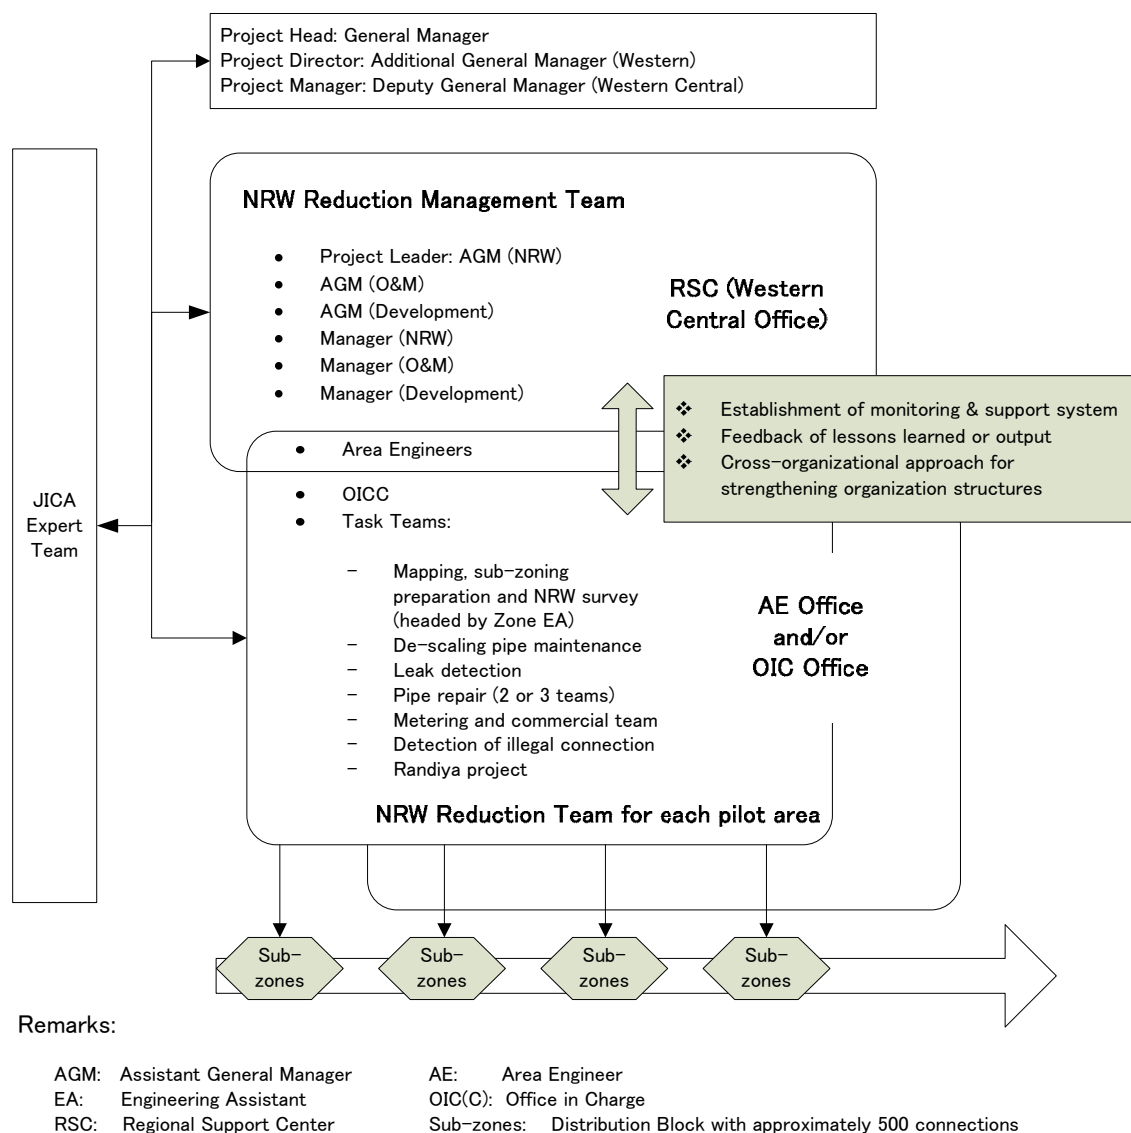 Project Head: General Manager
Project Director: Additional General Manager (Western)
Project Manager: Deputy General Manager (Western Central)
JICA
Expert
Team
NRW Reduction Management Team
• Project Leader: AGM (NRW)
• AGM (O&M)
• AGM (Development)
• Manager (NRW)
• Manager (O&M)
• Manager (Development)
RSC (Western
Central Office)
❖ Establishment of monitoring & support system
❖ Feedback of lessons learned or output
❖ Cross-organizational approach for
strengthening organization structures
• Area Engineers
• OICC
• Task Teams:
– Mapping, sub-zoning
preparation and NRW survey
(headed by Zone EA)
– De-scaling pipe maintenance
– Leak detection
– Pipe repair (2 or 3 teams)
– Metering and commercial team
– Detection of illegal connection
– Randiya project
AE Office
and/or
OIC Office
NRW Reduction Team for each pilot area
Sub-
zones
Sub-
zones
Sub-
zones
Sub-
zones
Remarks:
AGM: Assistant General Manager
AE: Area Engineer
EA: Engineering Assistant
OIC(C): Office in Charge
RSC: Regional Support Center
Sub-zones: Distribution Block with approximately 500 connections